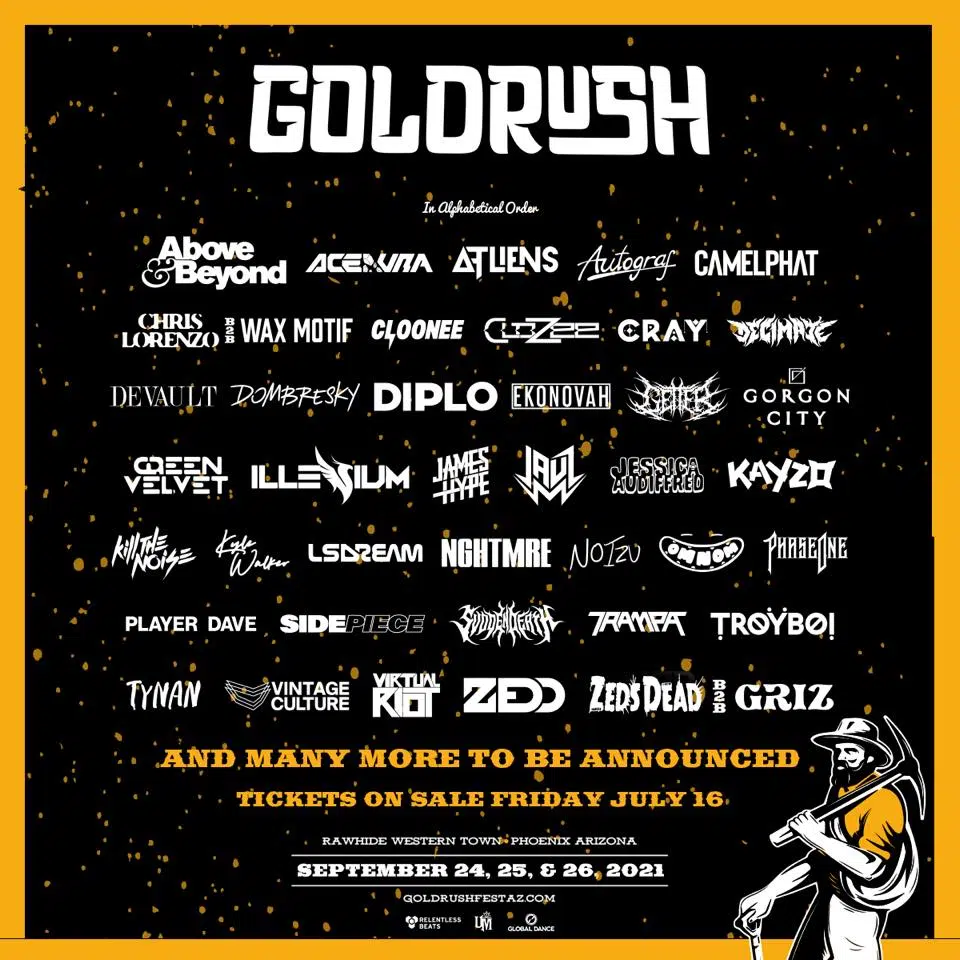 GOLDRUSH
In Alphabetical Order
Above & Beyond ACERXURA ATLIENS Autograf CAMELPHAT
CHRIS LORENZO B2B WAX MOTIF CLOONEE CLOZEE CRAY DECIMATE
DEVAULT DOMBRESKY DIPLO EKONOVAH GETTER GORGON CITY
GREEN VELVET ILLENIUM JAMES HYPE JAUZ JESSICA AUDIFFRED KAYZO
Kill THE NOISE Kyle Walker LSDREAM NGHTMRE NOIZU OMNOM PHASEONE
PLAYER DAVE SIDEPIECE SVDDEN DEATH TRAMPA TROYBOI
TYNAN VINTAGE CULTURE VIRTUAL RIOT ZEDD ZEDS DEAD B2B GRIZ
AND MANY MORE TO BE ANNOUNCED
TICKETS ON SALE FRIDAY JULY 16
RAWHIDE WESTERN TOWN · PHOENIX ARIZONA
SEPTEMBER 24, 25, & 26, 2021
GOLDRUSHFESTAZ.COM
RELENTLESS BEATS UM GLOBAL DANCE